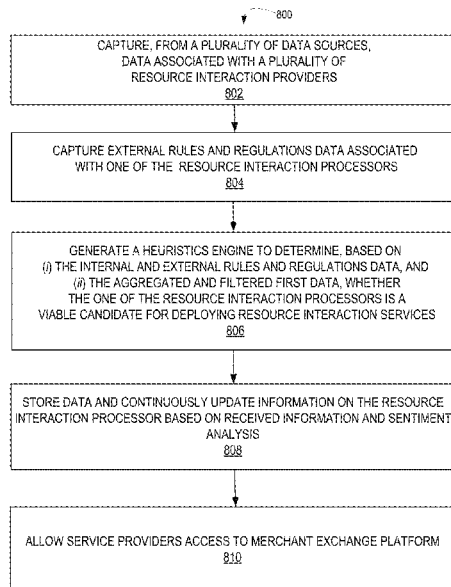 800
CAPTURE, FROM A PLURALITY OF DATA SOURCES,
DATA ASSOCIATED WITH A PLURALITY OF
RESOURCE INTERACTION PROVIDERS
802
CAPTURE EXTERNAL RULES AND REGULATIONS DATA ASSOCIATED
WITH ONE OF THE RESOURCE INTERACTION PROCESSORS
804
GENERATE A HEURISTICS ENGINE TO DETERMINE, BASED ON
(i) THE INTERNAL AND EXTERNAL RULES AND REGULATIONS DATA, AND
(ii) THE AGGREGATED AND FILTERED FIRST DATA, WHETHER
THE ONE OF THE RESOURCE INTERACTION PROCESSORS IS A
VIABLE CANDIDATE FOR DEPLOYING RESOURCE INTERACTION SERVICES
806
STORE DATA AND CONTINUOUSLY UPDATE INFORMATION ON THE RESOURCE
INTERACTION PROCESSOR BASED ON RECEIVED INFORMATION AND SENTIMENT
ANALYSIS
808
ALLOW SERVICE PROVIDERS ACCESS TO MERCHANT EXCHANGE PLATFORM
810